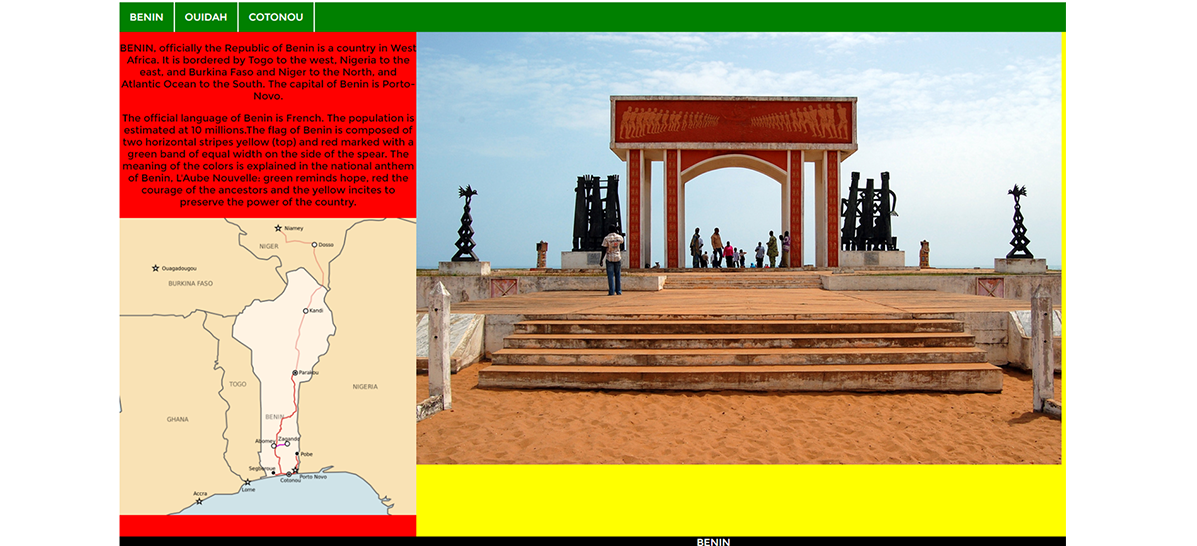 BENIN OUIDAH COTONOU
BENIN, officially the Republic of Benin is a country in West
Africa. It is bordered by Togo to the west, Nigeria to the
east, and Burkina Faso and Niger to the North, and
Atlantic Ocean to the South. The capital of Benin is Porto-
Novo.
The official language of Benin is French. The population is
estimated at 10 millions.The flag of Benin is composed of
two horizontal stripes yellow (top) and red marked with a
green band of equal width on the side of the spear. The
meaning of the colors is explained in the national anthem
of Benin, L'Aube Nouvelle: green reminds hope, red the
courage of the ancestors and the yellow incites to
preserve the power of the country.
Niamey
NIGER
Dosso
Ouagadougou
BURKINA FASO
Kandi
Parakou
TOGO
NIGERIA
GHANA
BENIN
Abomey
Zagando
Pobe
Segboroue
Porto Novo
Cotonou
Lome
Accra
BENIN